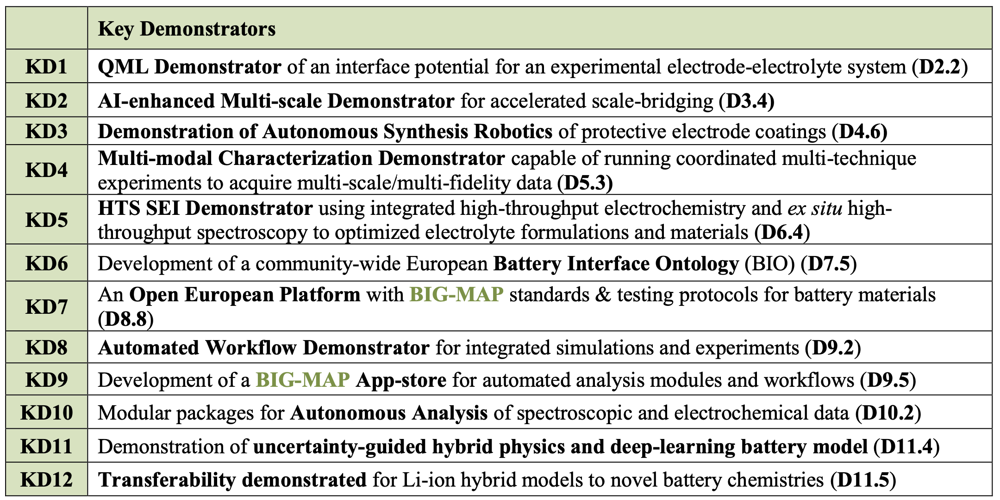 Key Demonstrators
KD1
QML Demonstrator of an interface potential for an experimental electrode-electrolyte system (D2.2)
KD2
AI-enhanced Multi-scale Demonstrator for accelerated scale-bridging (D3.4)
KD3
Demonstration of Autonomous Synthesis Robotics of protective electrode coatings (D4.6)
KD4
Multi-modal Characterization Demonstrator capable of running coordinated multi-technique
experiments to acquire multi-scale/multi-fidelity data (D5.3)
KD5
HTS SEI Demonstrator using integrated high-throughput electrochemistry and ex situ high-
throughput spectroscopy to optimized electrolyte formulations and materials (D6.4)
KD6
Development of a community-wide European Battery Interface Ontology (BIO) (D7.5)
KD7
An Open European Platform with BIG-MAP standards & testing protocols for battery materials
(D8.8)
KD8
Automated Workflow Demonstrator for integrated simulations and experiments (D9.2)
KD9
Development of a BIG-MAP App-store for automated analysis modules and workflows (D9.5)
KD10
Modular packages for Autonomous Analysis of spectroscopic and electrochemical data (D10.2)
KD11
Demonstration of uncertainty-guided hybrid physics and deep-learning battery model (D11.4)
KD12
Transferability demonstrated for Li-ion hybrid models to novel battery chemistries (D11.5)